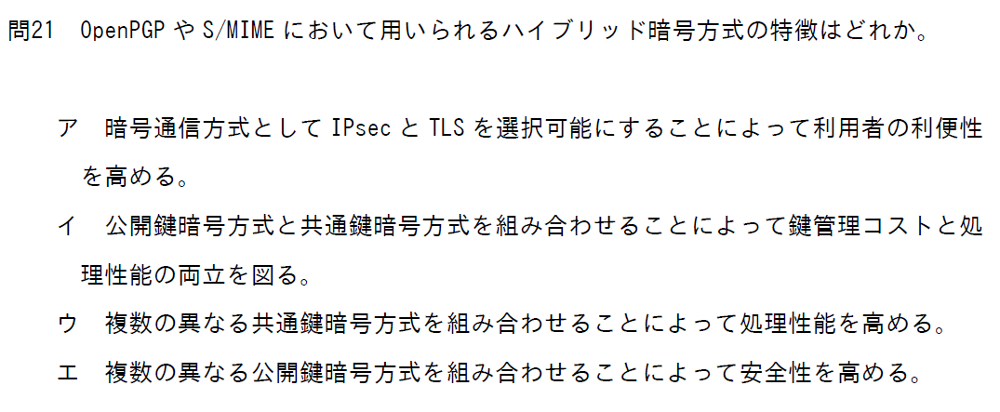 問21　OpenPGP や S/MIME において用いられるハイブリッド暗号方式の特徴はどれか。
ア　暗号通信方式として IPsec と TLS を選択可能にすることによって利用者の利便性
を高める。
イ　公開鍵暗号方式と共通鍵暗号方式を組み合わせることによって鍵管理コストと処
理性能の両立を図る。
ウ　複数の異なる共通鍵暗号方式を組み合わせることによって処理性能を高める。
エ　複数の異なる公開鍵暗号方式を組み合わせることによって安全性を高める。